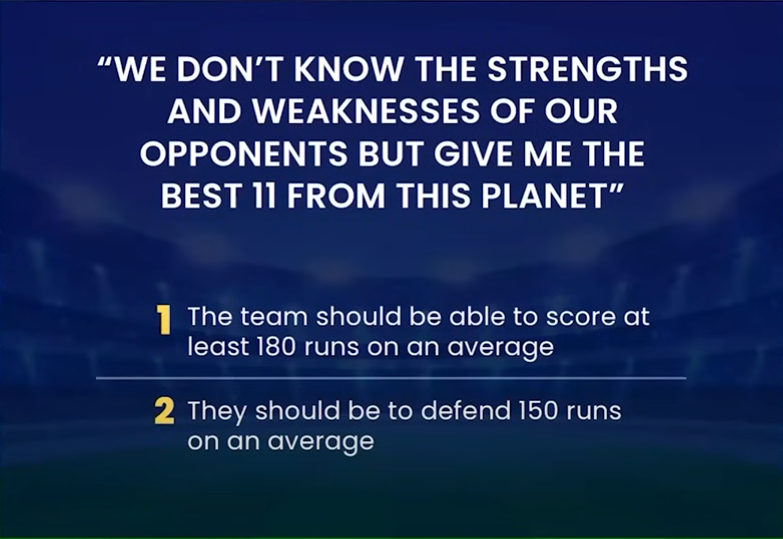 “WE DON’T KNOW THE STRENGTHS
AND WEAKNESSES OF OUR
OPPONENTS BUT GIVE ME THE
BEST 11 FROM THIS PLANET”
1 The team should be able to score at
least 180 runs on an average
2 They should be to defend 150 runs
on an average